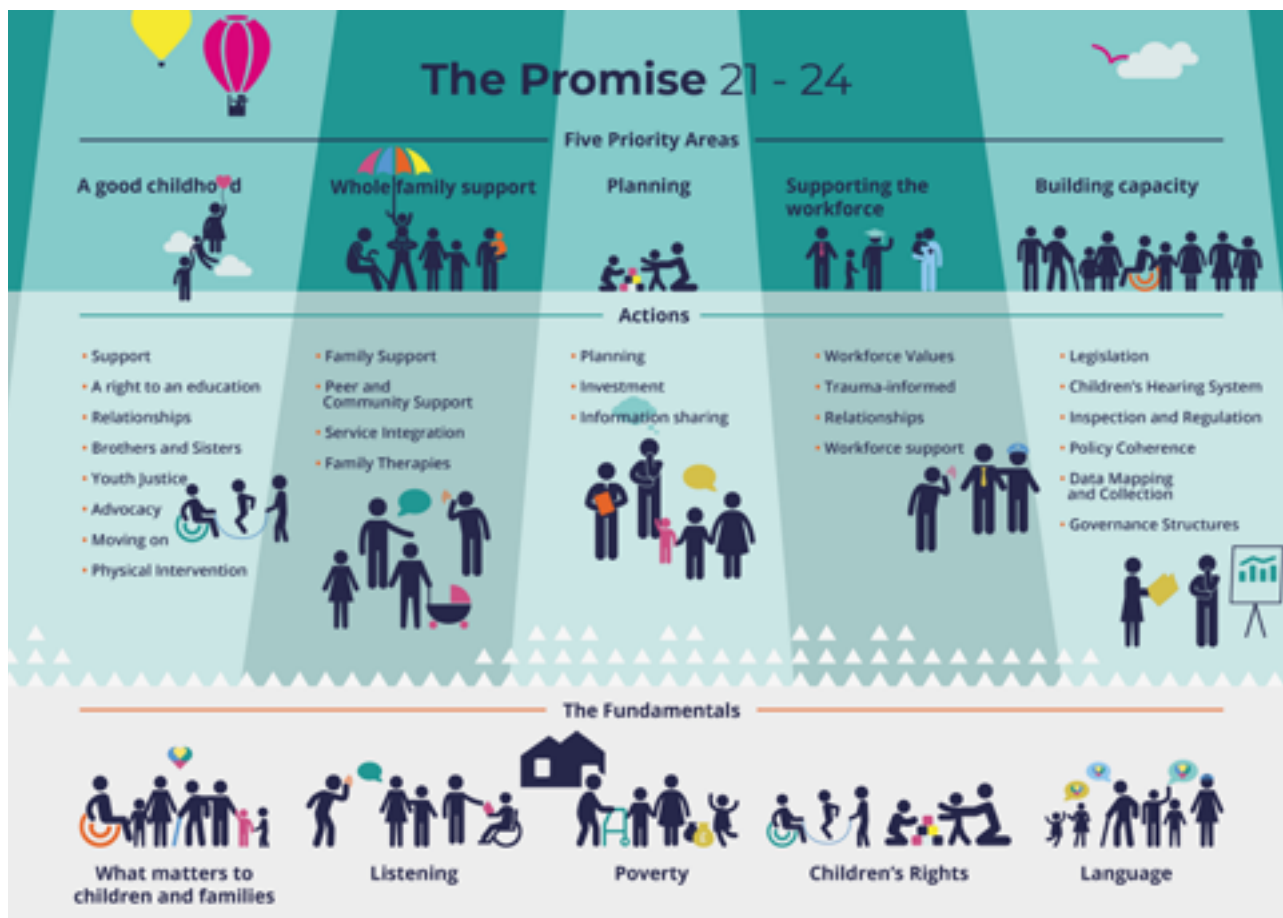 The Promise 21 - 24
Five Priority Areas
A good childhood
Whole family support
Planning
Supporting the
workforce
Building capacity
Actions
• Support
• A right to an education
• Relationships
• Brothers and Sisters
• Youth Justice
• Advocacy
• Moving on
• Physical Intervention
• Family Support
• Peer and
Community Support
• Service Integration
• Family Therapies
• Planning
• Investment
• Information sharing
• Workforce Values
• Trauma-informed
• Relationships
• Workforce support
• Legislation
• Children's Hearing System
• Inspection and Regulation
• Policy Coherence
• Data Mapping
and Collection
• Governance Structures
The Fundamentals
What matters to
children and families
Listening
Poverty
Children's Rights
Language